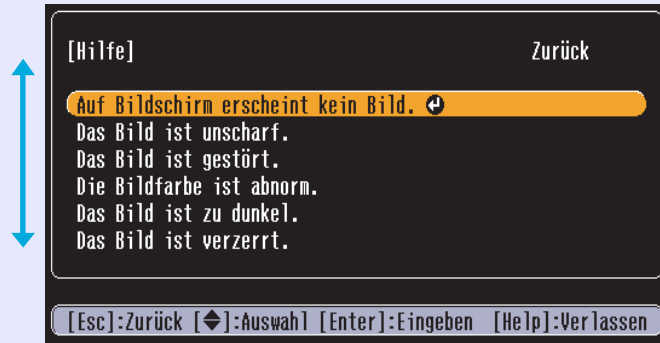 [Hilfe] Zurück
Auf Bildschirm erscheint kein Bild.
Das Bild ist unscharf.
Das Bild ist gestört.
Die Bildfarbe ist abnorm.
Das Bild ist zu dunkel.
Das Bild ist verzerrt.
[Esc]:Zurück [◆]:Auswahl [Enter]:Eingeben [Help]:Verlassen